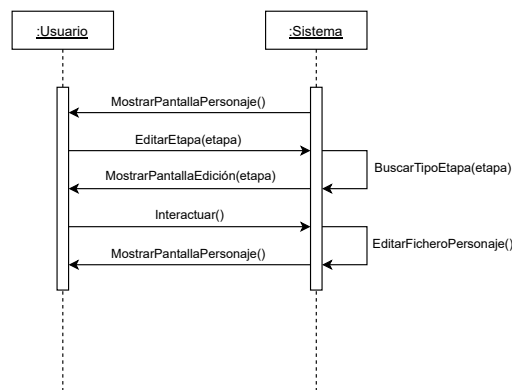 :Usuario
:Sistema
MostrarPantallaPersonaje()
EditarEtapa(etapa)
BuscarTipoEtapa(etapa)
MostrarPantallaEdición(etapa)
Interactuar()
EditarFicheroPersonaje()
MostrarPantallaPersonaje()